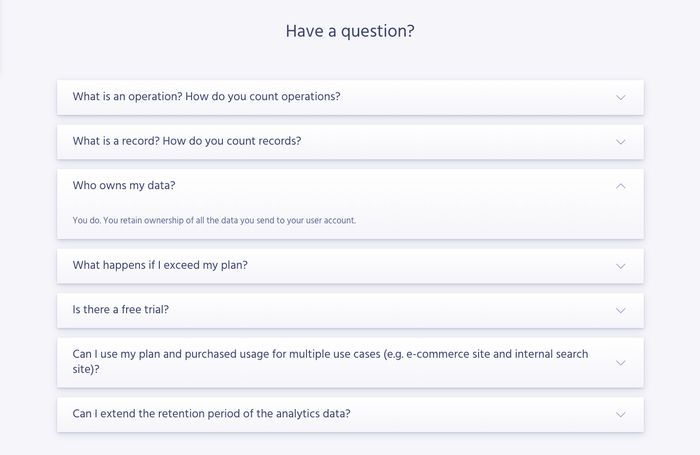 Have a question?
What is an operation? How do you count operations?
What is a record? How do you count records?
Who owns my data?
You do. You retain ownership of all the data you send to your user account.
What happens if I exceed my plan?
Is there a free trial?
Can I use my plan and purchased usage for multiple use cases (e.g. e-commerce site and internal search
site)?
Can I extend the retention period of the analytics data?